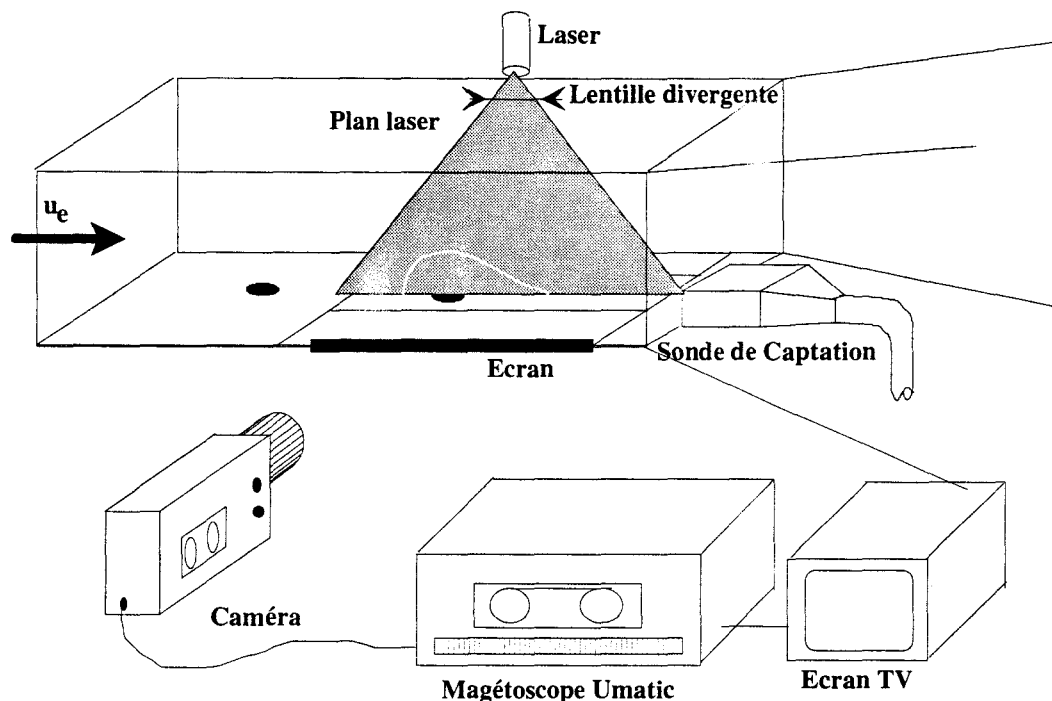 Laser
Lentille divergente
Plan laser
ue
Sonde de Captation
Ecran
Caméra
Magétoscope Umatic
Ecran TV